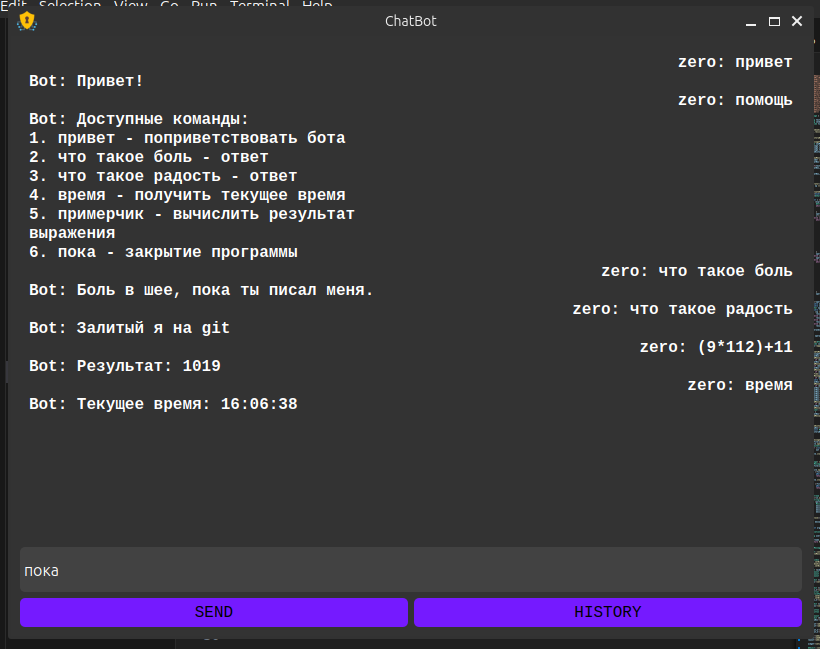 Edit Selection View Go Run Terminal Help
ChatBot
zero: привет
Bot: Привет!
zero: помощь
Bot: Доступные команды:
1. привет - поприветствовать бота
2. что такое боль - ответ
3. что такое радость - ответ
4. время - получить текущее время
5. примерчик - вычислить результат
выражения
6. пока - закрытие программы
zero: что такое боль
Bot: Боль в шее, пока ты писал меня.
zero: что такое радость
Bot: Залитый я на git
zero: (9*112)+11
Bot: Результат: 1019
zero: время
Bot: Текущее время: 16:06:38
пока
SEND
HISTORY